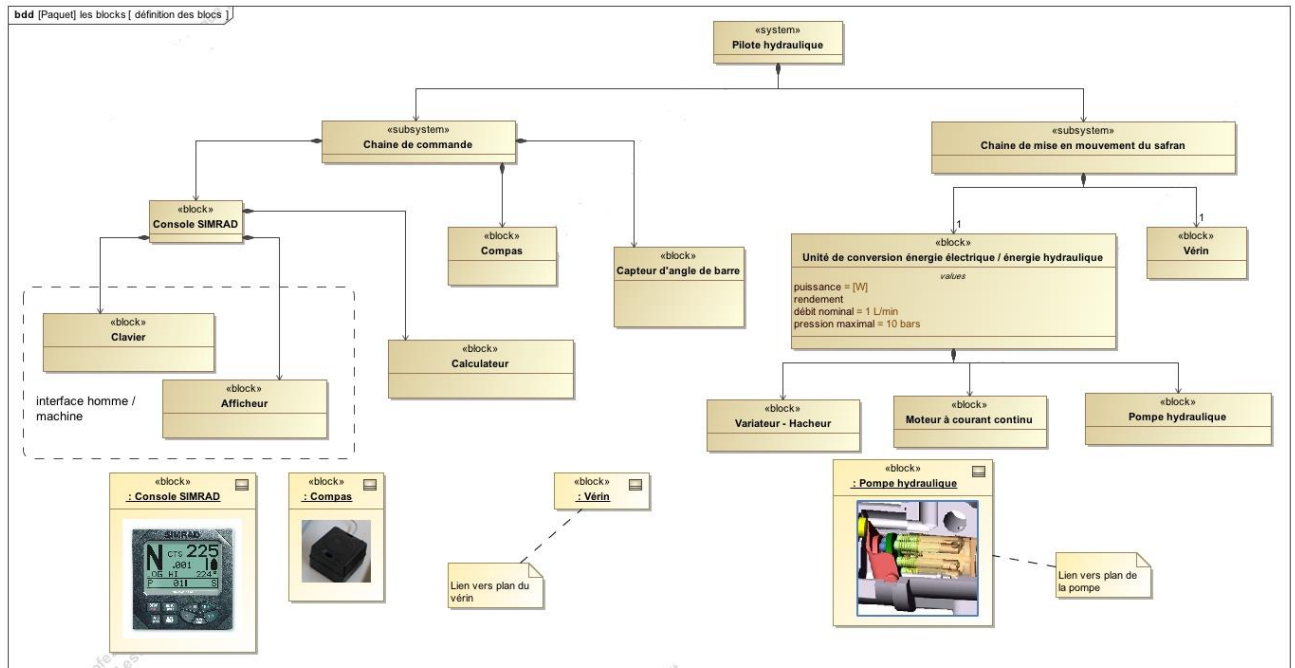 bdd [Paquet] les blocks [ définition des blocs ]
«system»
Pilote hydraulique
«subsystem»
Chaine de commande
«subsystem»
Chaine de mise en mouvement du safran
«block»
Console SIMRAD
«block»
Compas
«block»
Capteur d'angle de barre
1
«block»
Unité de conversion énergie électrique / énergie hydraulique
values
puissance = [W]
rendement
débit nominal = 1 L/min
pression maximal = 10 bars
1
«block»
Vérin
«block»
Clavier
«block»
Afficheur
interface homme /
machine
«block»
Calculateur
«block»
Variateur - Hacheur
«block»
Moteur à courant continu
«block»
Pompe hydraulique
«block»
: Console SIMRAD
SIMRAD
N CTS 225
.001
224°
P S
«block»
: Compas
«block»
: Vérin
Lien vers plan du
vérin
«block»
: Pompe hydraulique
Lien vers plan de
la pompe